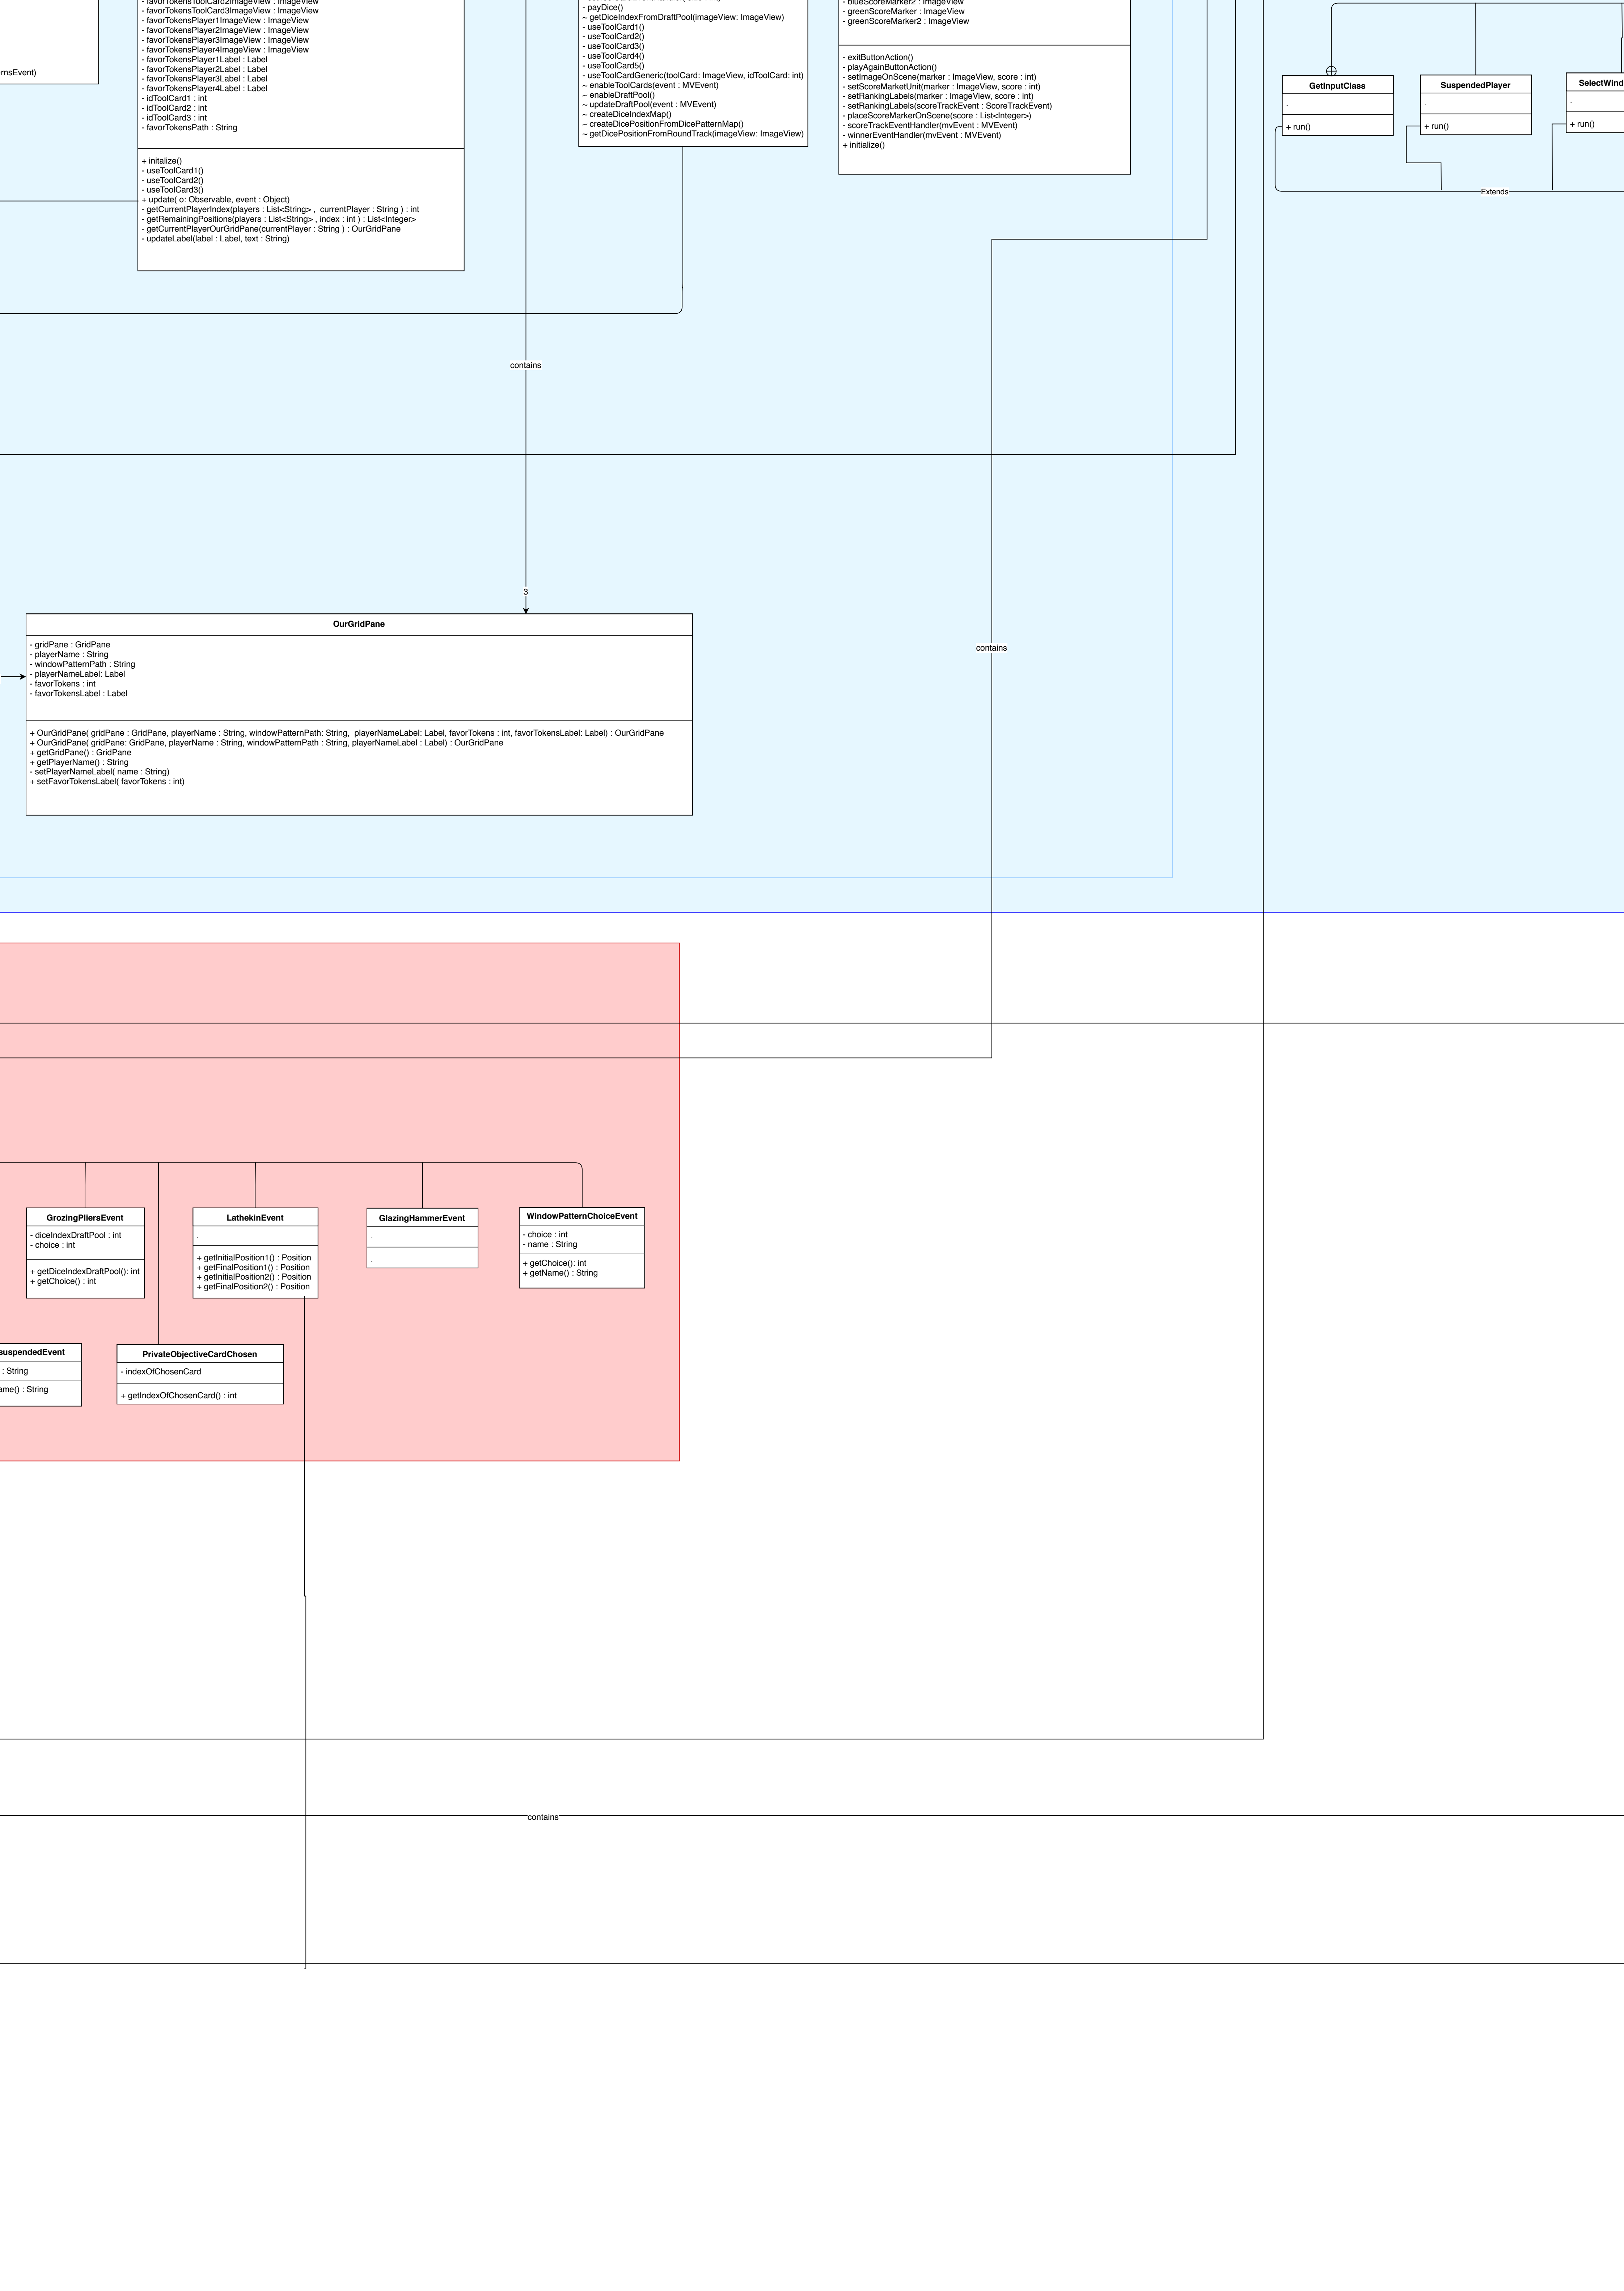 rnsEvent)
- favorTokensToolCard2ImageView : ImageView
- favorTokensToolCard3ImageView : ImageView
- favorTokensPlayer1ImageView : ImageView
- favorTokensPlayer2ImageView : ImageView
- favorTokensPlayer3ImageView : ImageView
- favorTokensPlayer4ImageView : ImageView
- favorTokensPlayer1Label : Label
- favorTokensPlayer2Label : Label
- favorTokensPlayer3Label : Label
- favorTokensPlayer4Label : Label
- idToolCard1 : int
- idToolCard2 : int
- idToolCard3 : int
- favorTokensPath : String
+ initalize()
- useToolCard1()
- useToolCard2()
- useToolCard3()
+ update( o: Observable, event : Object)
- getCurrentPlayerIndex(players : List<String> , currentPlayer : String ) : int
- getRemainingPositions(players : List<String> , index : int ) : List<Integer>
- getCurrentPlayerOurGridPane(currentPlayer : String ) : OurGridPane
- updateLabel(label : Label, text : String)
- payDice()
~ getDiceIndexFromDraftPool(imageView: ImageView)
- useToolCard1()
- useToolCard2()
- useToolCard3()
- useToolCard4()
- useToolCard5()
- useToolCardGeneric(toolCard: ImageView, idToolCard: int)
~ enableToolCards(event : MVEvent)
~ enableDraftPool()
~ updateDraftPool(event : MVEvent)
~ createDiceIndexMap()
~ createDicePositionFromDicePatternMap()
~ getDicePositionFromRoundTrack(imageView: ImageView)
- blueScoreMarker2 : ImageView
- greenScoreMarker : ImageView
- greenScoreMarker2 : ImageView
- exitButtonAction()
- playAgainButtonAction()
- setImageOnScene(marker : ImageView, score : int)
- setScoreMarketUnit(marker : ImageView, score : int)
- setRankingLabels(marker : ImageView, score : int)
- setRankingLabels(scoreTrackEvent : ScoreTrackEvent)
- placeScoreMarkerOnScene(score : List<Integer>)
- scoreTrackEventHandler(mvEvent : MVEvent)
- winnerEventHandler(mvEvent : MVEvent)
+ initialize()
GetInputClass
.
+ run()
SuspendedPlayer
.
+ run()
SelectWind
.
+ run()
Extends
contains
3
contains
OurGridPane
- gridPane : GridPane
- playerName : String
- windowPatternPath : String
- playerNameLabel: Label
- favorTokens : int
- favorTokensLabel : Label
+ OurGridPane( gridPane : GridPane, playerName : String, windowPatternPath: String, playerNameLabel: Label, favorTokens : int, favorTokensLabel: Label) : OurGridPane
+ OurGridPane( gridPane: GridPane, playerName : String, windowPatternPath : String, playerNameLabel : Label) : OurGridPane
+ getGridPane() : GridPane
+ getPlayerName() : String
- setPlayerNameLabel( name : String)
+ setFavorTokensLabel( favorTokens : int)
GrozingPliersEvent
- diceIndexDraftPool : int
- choice : int
+ getDiceIndexDraftPool(): int
+ getChoice() : int
LathekinEvent
.
+ getInitialPosition1() : Position
+ getFinalPosition1() : Position
+ getInitialPosition2() : Position
+ getFinalPosition2() : Position
GlazingHammerEvent
.
.
WindowPatternChoiceEvent
- choice : int
- name : String
+ getChoice(): int
+ getName() : String
suspendedEvent
: String
ame() : String
PrivateObjectiveCardChosen
- indexOfChosenCard
+ getIndexOfChosenCard() : int
contains